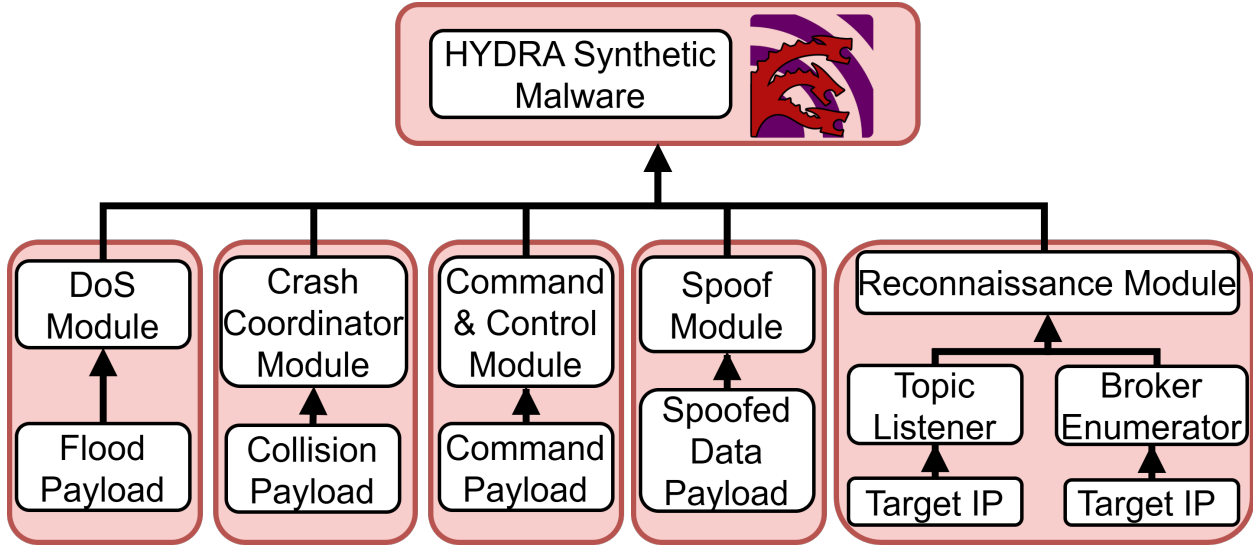 HYDRA Synthetic
Malware
DoS
Module
Flood
Payload
Crash
Coordinator
Module
Collision
Payload
Command
& Control
Module
Command
Payload
Spoof
Module
Spoofed
Data
Payload
Reconnaissance Module
Topic
Listener
Target IP
Broker
Enumerator
Target IP